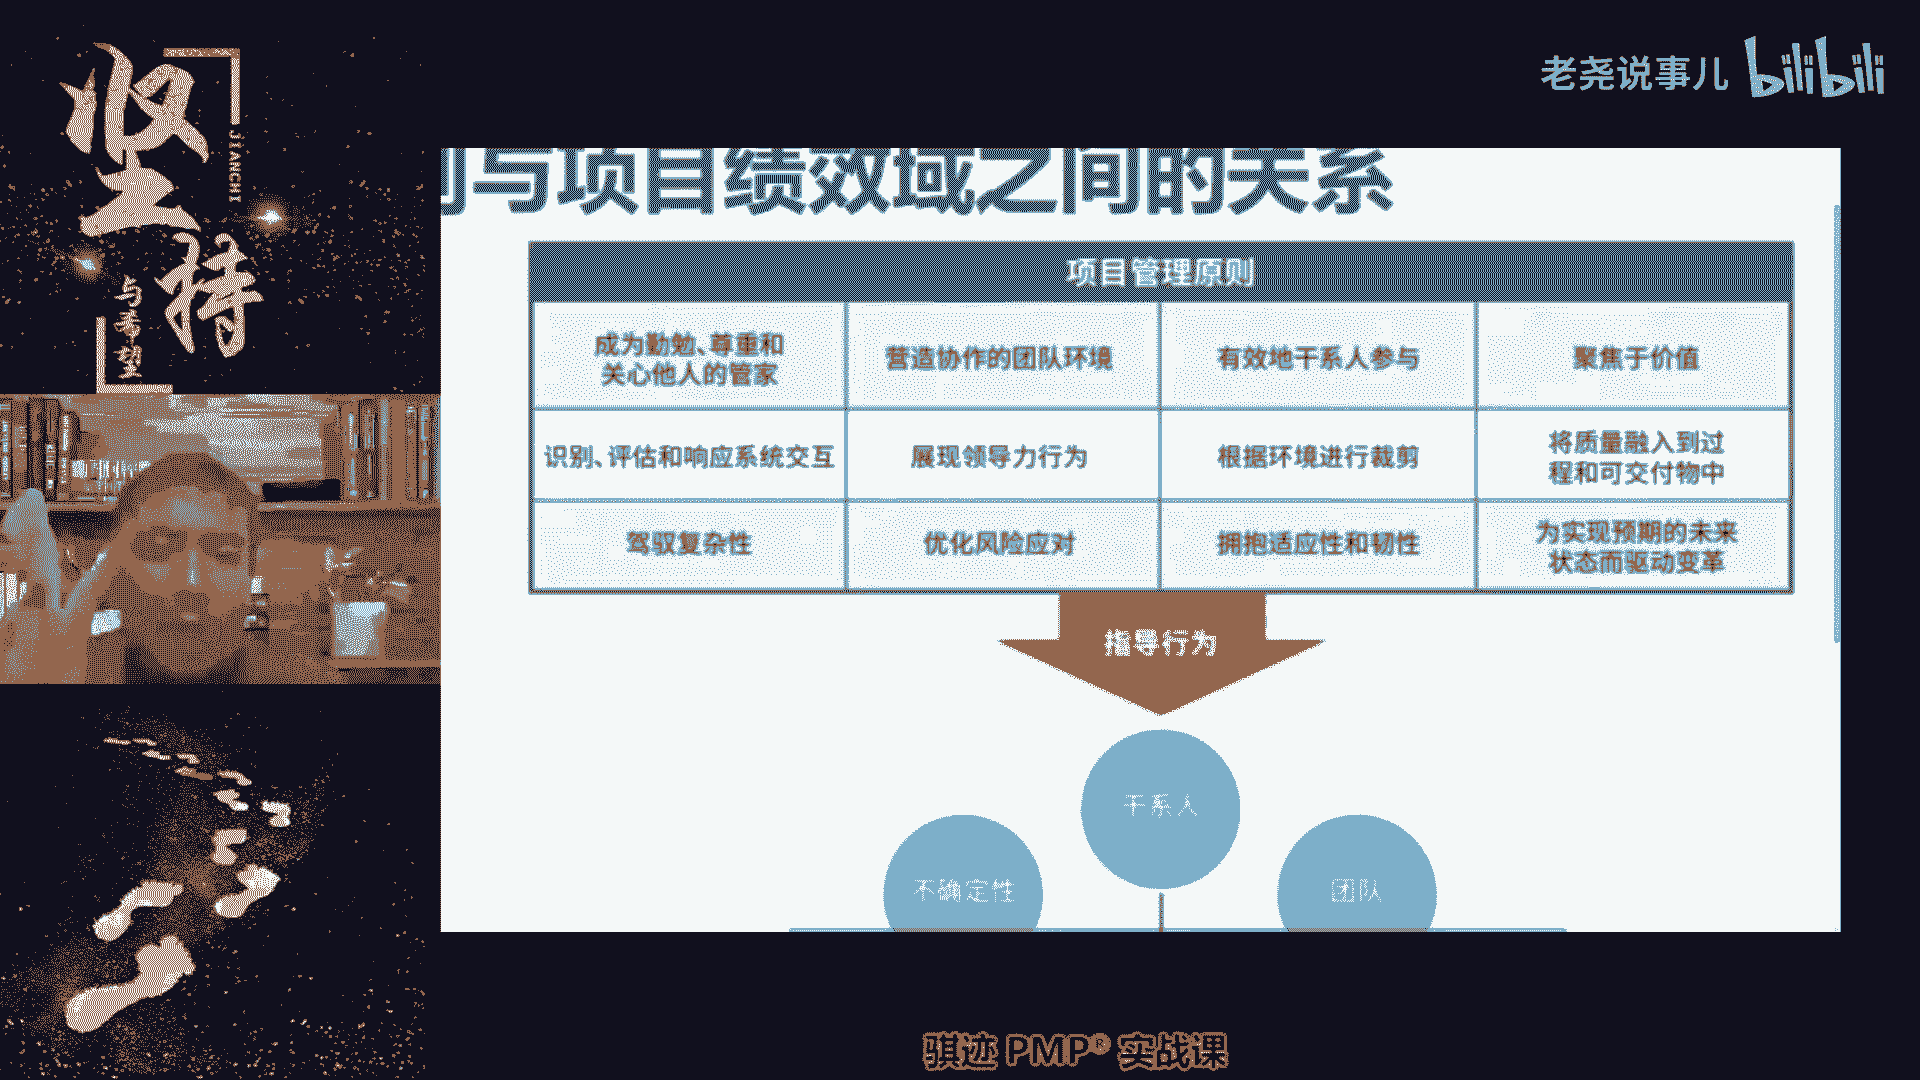 坚
持
JIANCHI
与希望
老尧说事儿 bilibili
与项目绩效域之间的关系
项目管理原则
成为勤勉、尊重和
关心他人的管家
营造协作的团队环境
有效地干系人参与
聚焦于价值
识别、评估和响应系统交互
展现领导力行为
根据环境进行裁剪
将质量融入到过
程和可交付物中
驾驭复杂性
优化风险应对
拥抱适应性和韧性
为实现预期的未来
状态而驱动变革
指导行为
干系人
不确定性
团队
骐迹 PMP® 实战课